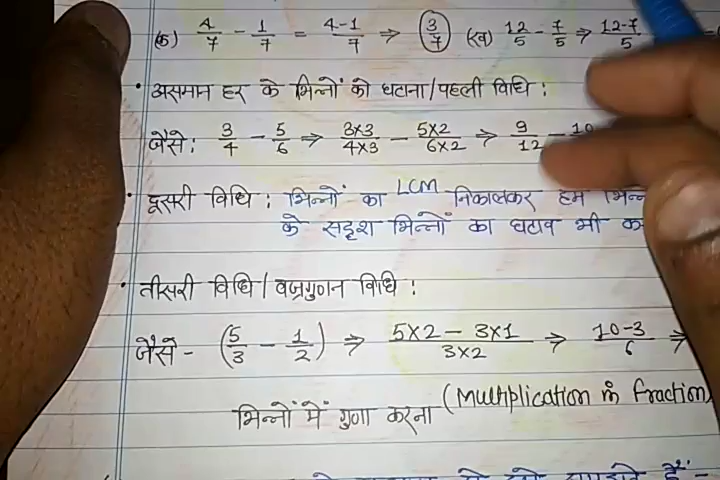 (क) 4/7 - 1/7 = 4-1/7 ⇒ 3/7 (ख) 12/5 - 7/5 ⇒ 12-7/5
• असमान हर के भिन्नों को घटाना/पहली विधि :
जैसे: 3/4 - 5/6 ⇒ 3×3/4×3 - 5×2/6×2 ⇒ 9/12 - 10
• दूसरी विधि : भिन्नों का LCM निकालकर हम
के सदृश भिन्नों का घटाव भी
• तीसरी विधि / वज्रगुणन विधि :
जैसे - (5/3 - 1/2) ⇒ 5×2 - 3×1/3×2 ⇒ 10-3/6 ⇒
भिन्नों में गुणा करना (Multiplication in fraction)